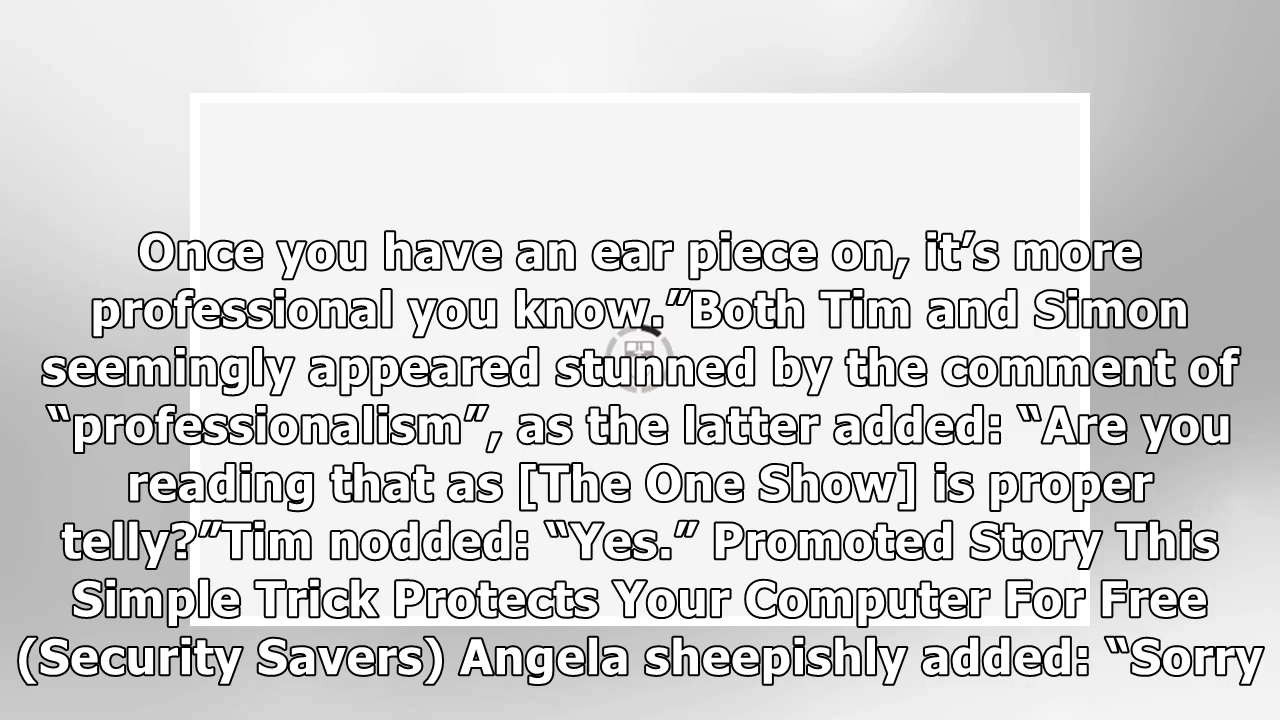 Once you have an ear piece on, it’s more
professional you know.”Both Tim and Simon
seemingly appeared stunned by the comment of
“professionalism”, as the latter added: “Are you
reading that as [The One Show] is proper
telly?”Tim nodded: “Yes.” Promoted Story This
Simple Trick Protects Your Computer For Free
(Security Savers) Angela sheepishly added: “Sorry